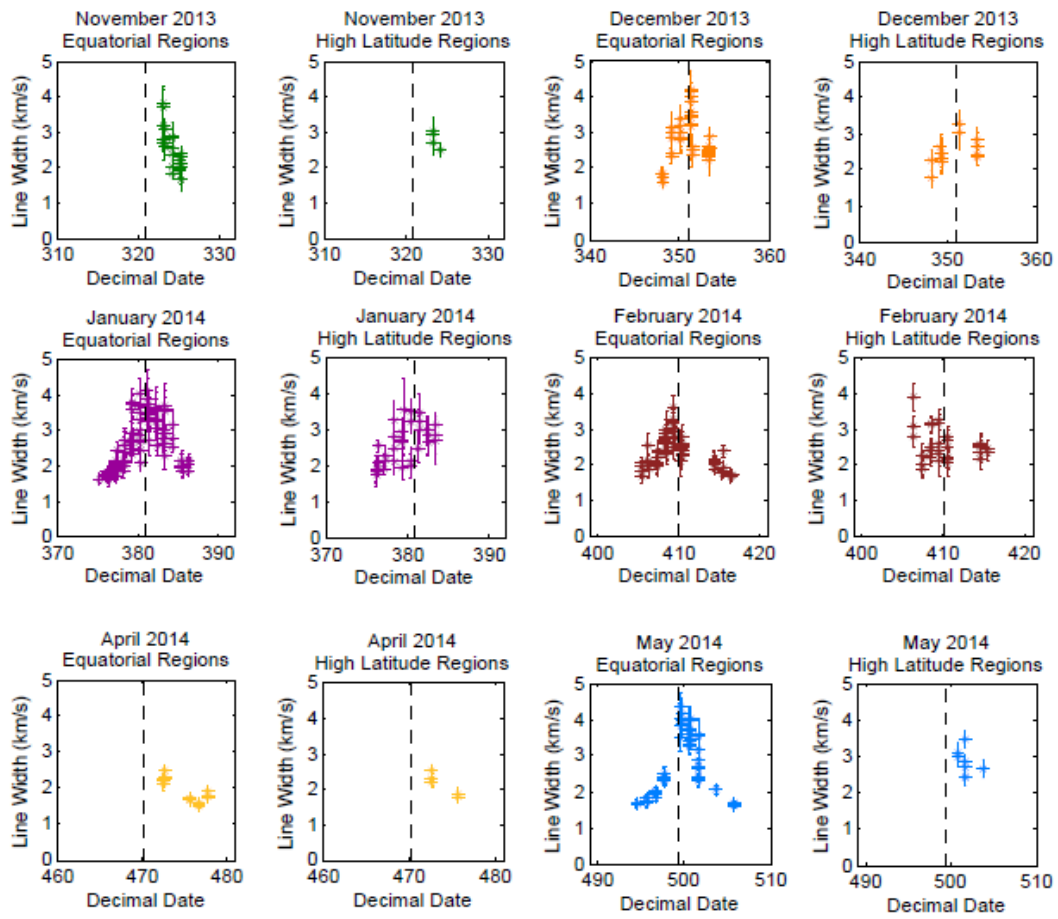 November 2013
Equatorial Regions
Line Width (km/s)
5
4
3
2
1
0
310
320
330
Decimal Date
November 2013
High Latitude Regions
Line Width (km/s)
5
4
3
2
1
0
310
320
330
Decimal Date
December 2013
Equatorial Regions
Line Width (km/s)
5
4
3
2
1
0
340
350
360
Decimal Date
December 2013
High Latitude Regions
Line Width (km/s)
5
4
3
2
1
0
340
350
360
Decimal Date
January 2014
Equatorial Regions
Line Width (km/s)
5
4
3
2
1
0
370
380
390
Decimal Date
January 2014
High Latitude Regions
Line Width (km/s)
5
4
3
2
1
0
370
380
390
Decimal Date
February 2014
Equatorial Regions
Line Width (km/s)
5
4
3
2
1
0
400
410
420
Decimal Date
February 2014
High Latitude Regions
Line Width (km/s)
5
4
3
2
1
0
400
410
420
Decimal Date
April 2014
Equatorial Regions
Line Width (km/s)
5
4
3
2
1
0
460
470
480
Decimal Date
April 2014
High Latitude Regions
Line Width (km/s)
5
4
3
2
1
0
460
470
480
Decimal Date
May 2014
Equatorial Regions
Line Width (km/s)
5
4
3
2
1
0
490
500
510
Decimal Date
May 2014
High Latitude Regions
Line Width (km/s)
5
4
3
2
1
0
490
500
510
Decimal Date